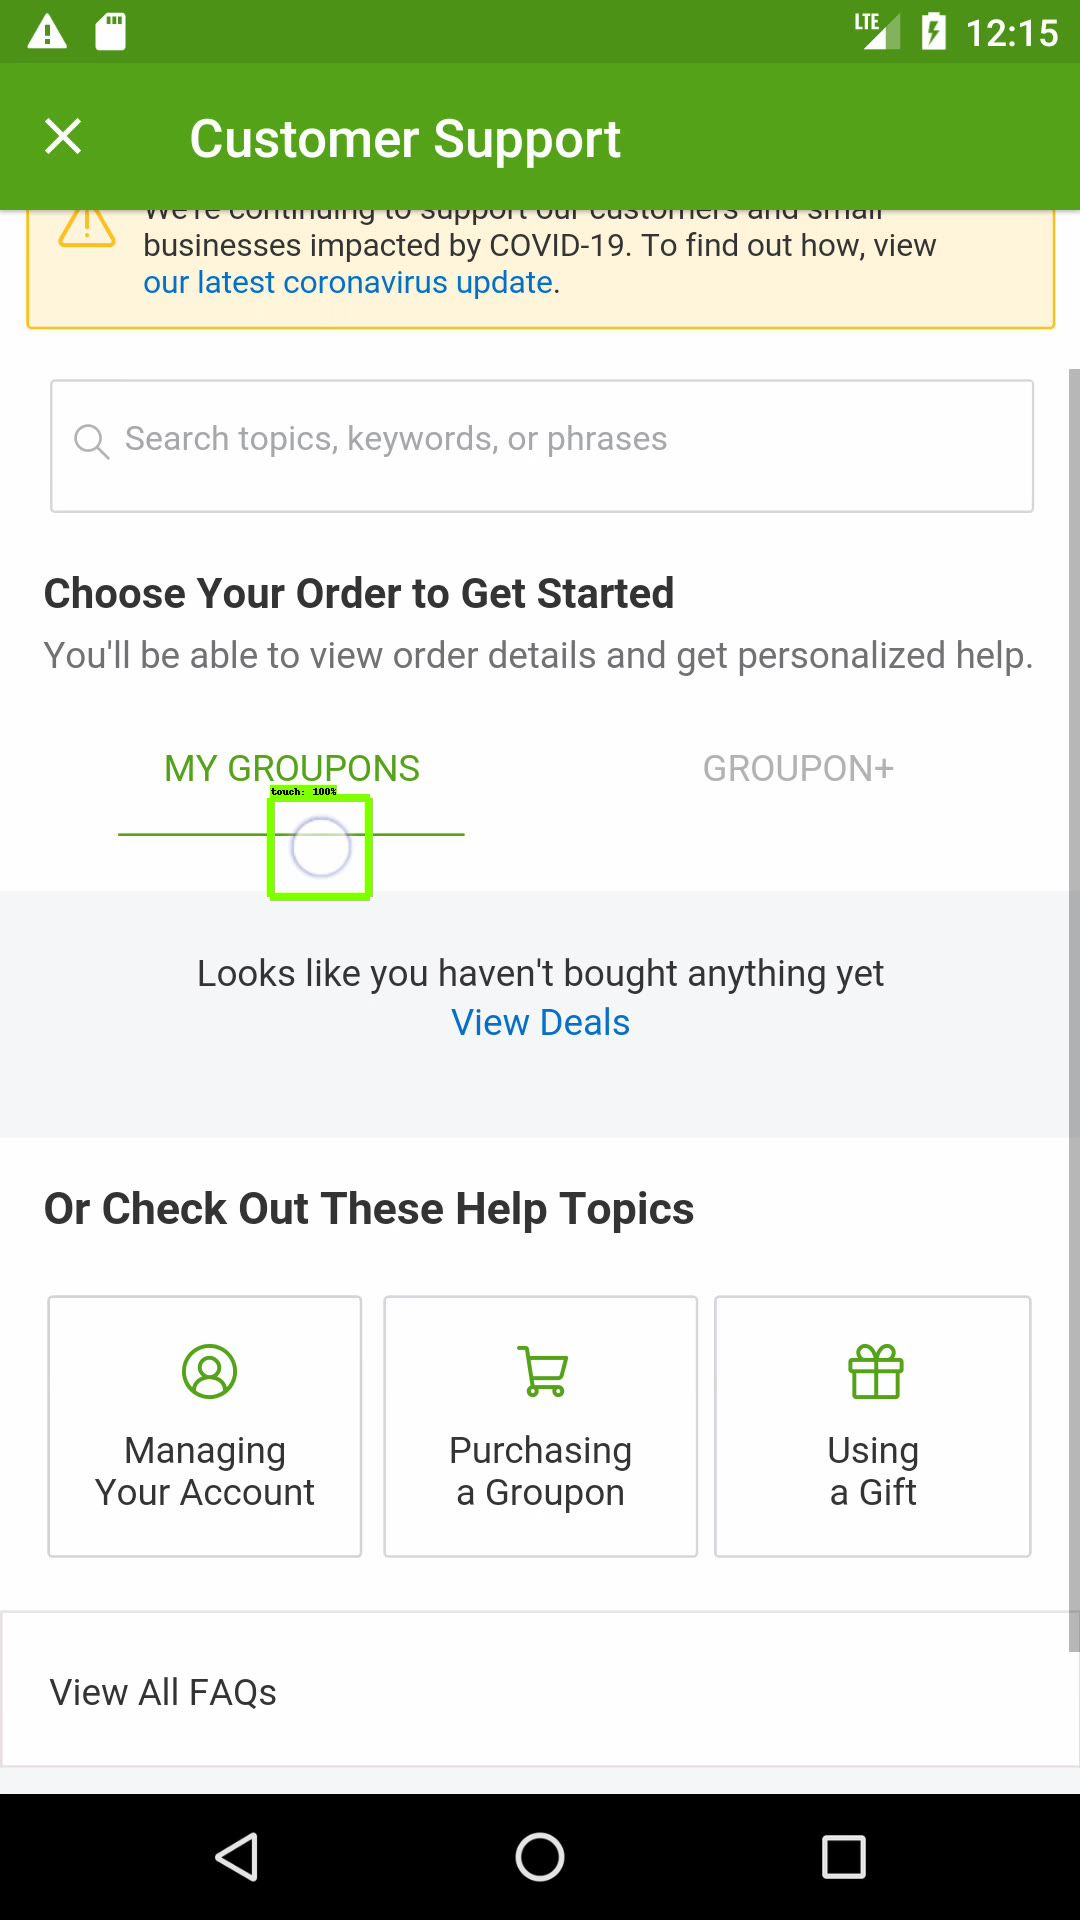 LTE 12:15
Customer Support
We're continuing to support our customers and small
businesses impacted by COVID-19. To find out how, view
our latest coronavirus update.
Search topics, keywords, or phrases
Choose Your Order to Get Started
You'll be able to view order details and get personalized help.
MY GROUPONS
GROUPON+
touch: 100%
Looks like you haven't bought anything yet
View Deals
Or Check Out These Help Topics
Managing
Your Account
Purchasing
a Groupon
Using
a Gift
View All FAQs